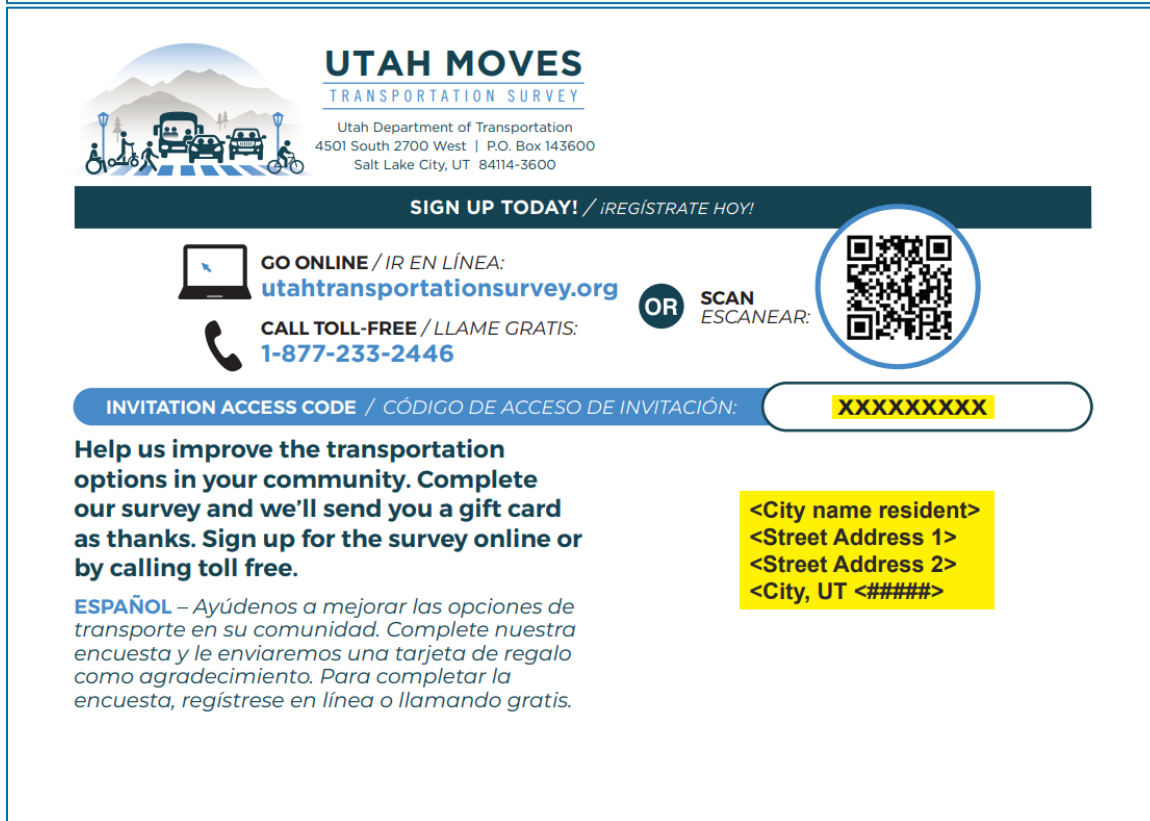 UTAH MOVES
TRANSPORTATION SURVEY
Utah Department of Transportation
4501 South 2700 West | P.O. Box 143600
Salt Lake City, UT 84114-3600
SIGN UP TODAY! / ¡REGÍSTRATE HOY!
GO ONLINE / IR EN LÍNEA:
utahtransportationsurvey.org
CALL TOLL-FREE / LLAME GRATIS:
1-877-233-2446
OR
SCAN
ESCANEAR:
INVITATION ACCESS CODE / CÓDIGO DE ACCESO DE INVITACIÓN:
XXXXXXXXX
Help us improve the transportation
options in your community. Complete
our survey and we’ll send you a gift card
as thanks. Sign up for the survey online or
by calling toll free.
ESPAÑOL – Ayúdenos a mejorar las opciones de
transporte en su comunidad. Complete nuestra
encuesta y le enviaremos una tarjeta de regalo
como agradecimiento. Para completar la
encuesta, regístrese en línea o llamando gratis.
<City name resident>
<Street Address 1>
<Street Address 2>
<City, UT <#####>